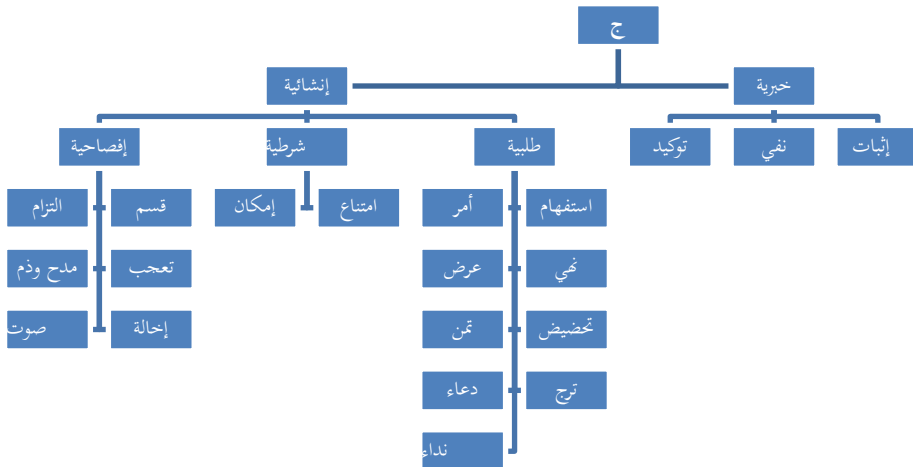 ج
خبرية
إنشائية
إثبات
نفي
توكيد
طلبية
شرطية
إفصاحية
استفهام
أمر
امتناع
إمكان
قسم
التزام
نهي
عرض
تعجب
مدح وذم
تحضيض
تمن
إخالة
صوت
ترج
دعاء
نداء